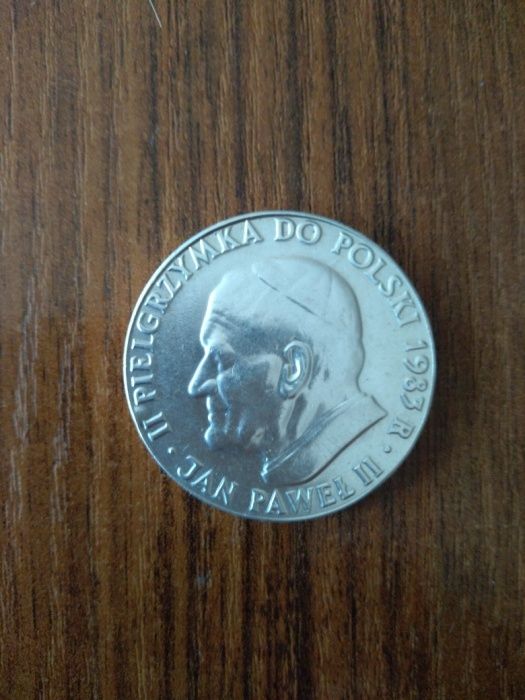 II PIELGRZYMKA DO POLSKI 1983 R ·
JAN PAWEŁ II ·